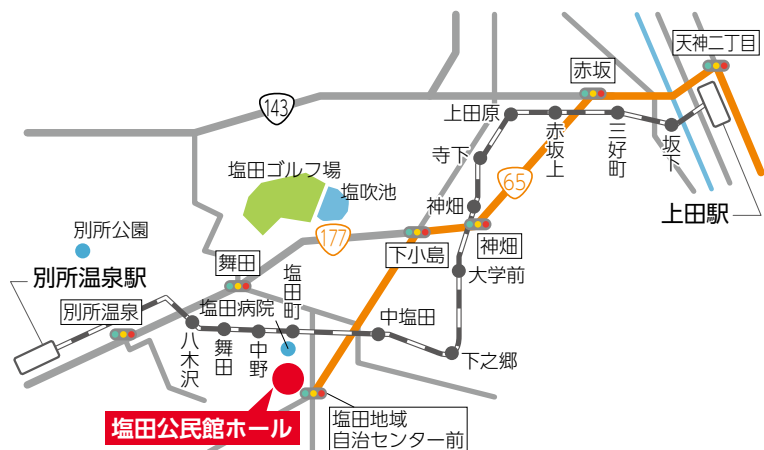 天神二丁目
赤坂
143
上田原
赤坂上
三好町
坂下
寺下
塩田ゴルフ場
65
塩吹池
神畑
上田駅
別所公園
177
下小島
神畑
舞田
別所温泉駅
塩田町
大学前
塩田病院
別所温泉
中塩田
八木沢
舞田
中野
下之郷
塩田公民館ホール
塩田地域
自治センター前